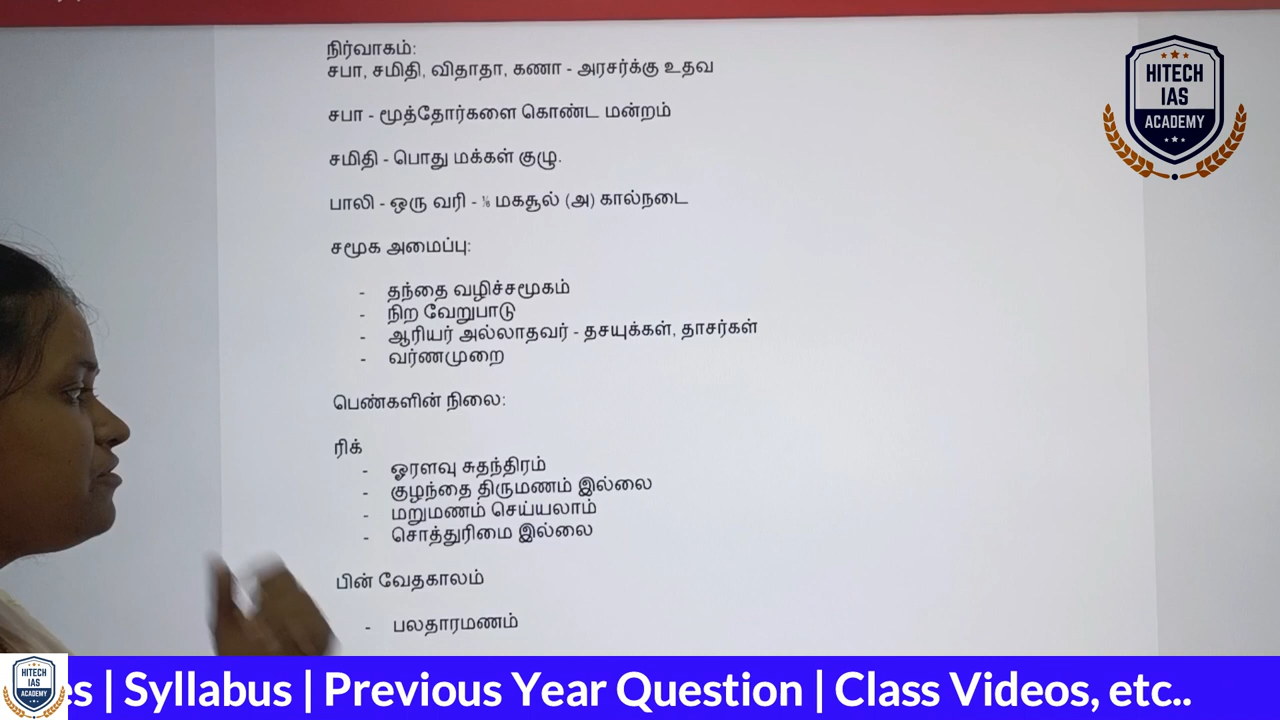 நிர்வாகம்:
சபா, சமிதி, விதாதா, கணா - அரசர்க்கு உதவ
சபா - மூத்தோர்களை கொண்ட மன்றம்
சமிதி - பொது மக்கள் குழு.
பாலி - ஒரு வரி - ⅙ மகசூல் (அ) கால்நடை
சமூக அமைப்பு:
- தந்தை வழிச்சமூகம்
- நிற வேறுபாடு
- ஆரியர் அல்லாதவர் - தசயுக்கள், தாசர்கள்
- வர்ணமுறை
பெண்களின் நிலை:
ரிக்
- ஓரளவு சுதந்திரம்
- குழந்தை திருமணம் இல்லை
- மறுமணம் செய்யலாம்
- சொத்துரிமை இல்லை
பின் வேதகாலம்
- பலதாரமணம்
HITECH
IAS
ACADEMY
HITECH
IAS
ACADEMY
es | Syllabus | Previous Year Question | Class Videos, etc..